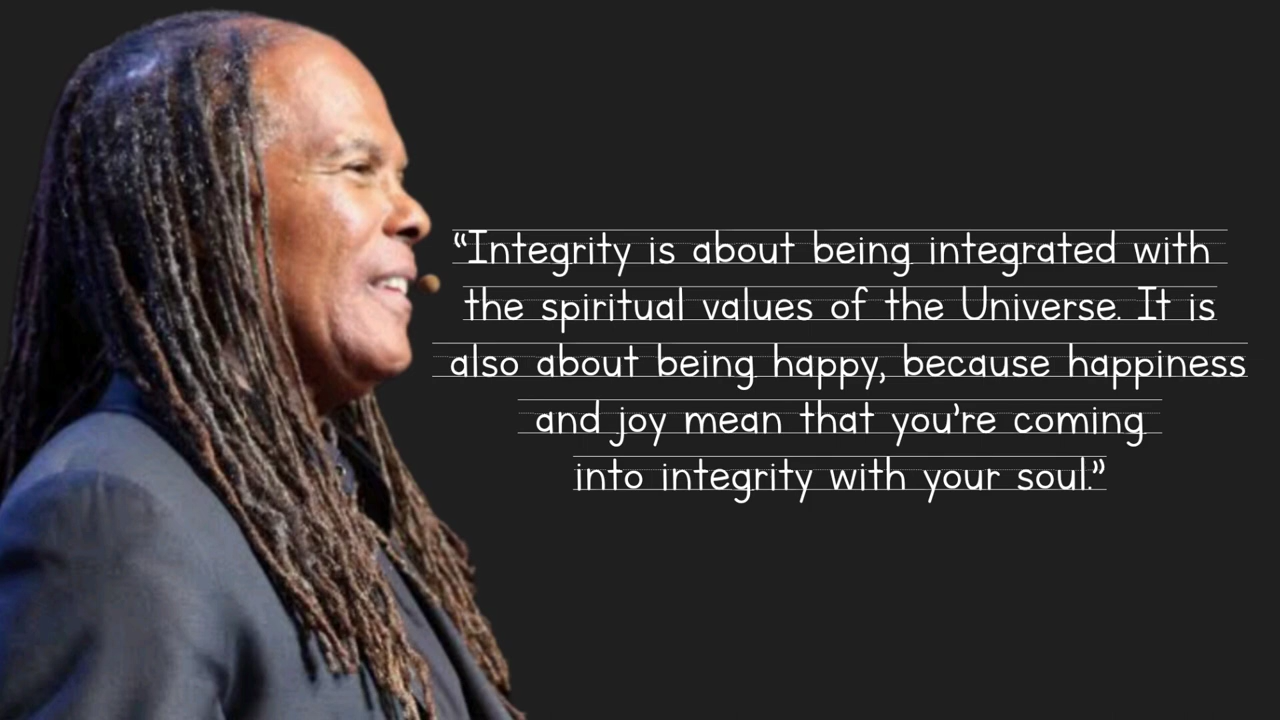 “Integrity is about being integrated with
the spiritual values of the Universe. It is
also about being happy, because happiness
and joy mean that you’re coming
into integrity with your soul.”